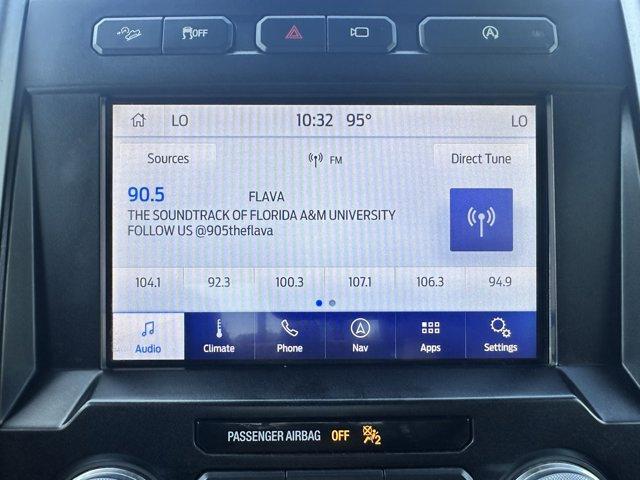 OFF
LO 10:32 95° LO
Sources FM Direct Tune
90.5 FLAVA
THE SOUNDTRACK OF FLORIDA A&M UNIVERSITY
FOLLOW US @905theflava
104.1 92.3 100.3 107.1 106.3 94.9
Audio Climate Phone Nav Apps Settings
PASSENGER AIRBAG OFF 2